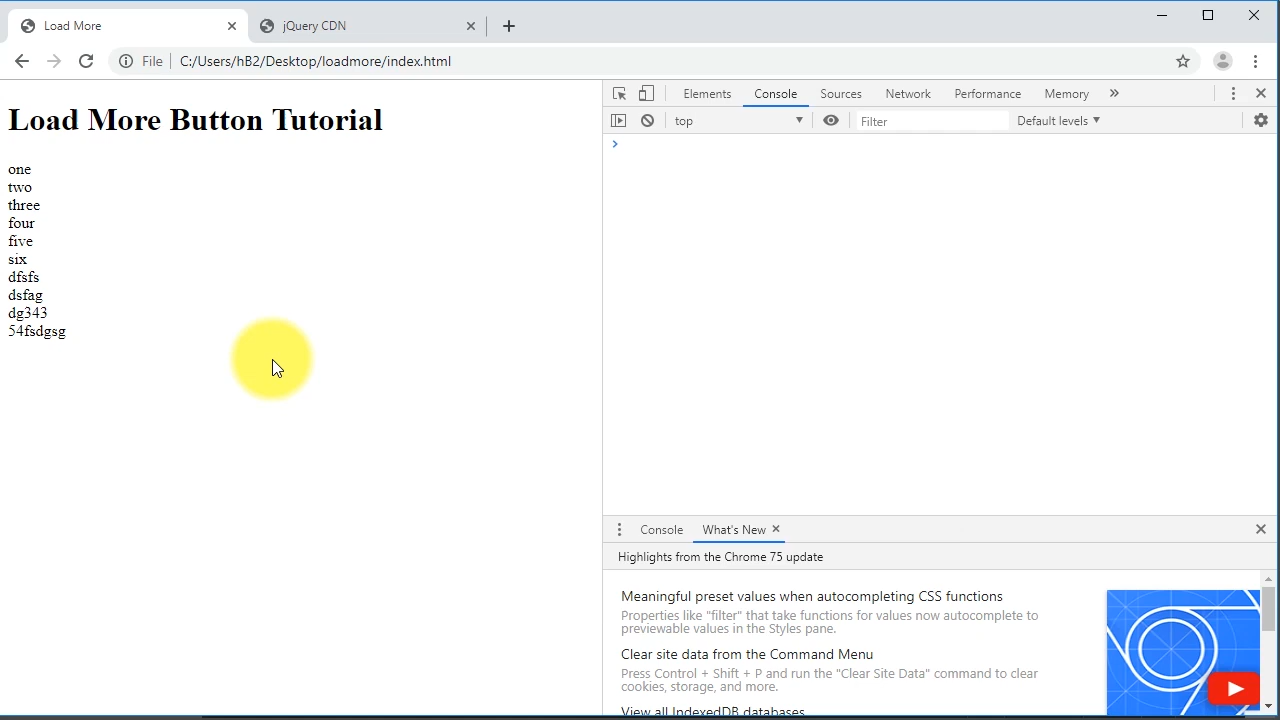 Load More
jQuery CDN
File
C:/Users/hB2/Desktop/loadmore/index.html
Load More Button Tutorial
one
two
three
four
five
six
dfsfs
dsfag
dg343
54fsdgsg
Elements Console Sources Network Performance Memory »
top Filter Default levels
Console What's New
Highlights from the Chrome 75 update
Meaningful preset values when autocompleting CSS functions
Properties like "filter" that take functions for values now autocomplete to
previewable values in the Styles pane.
Clear site data from the Command Menu
Press Control + Shift + P and run the "Clear Site Data" command to clear
cookies, storage, and more.
View all IndexedDB databases